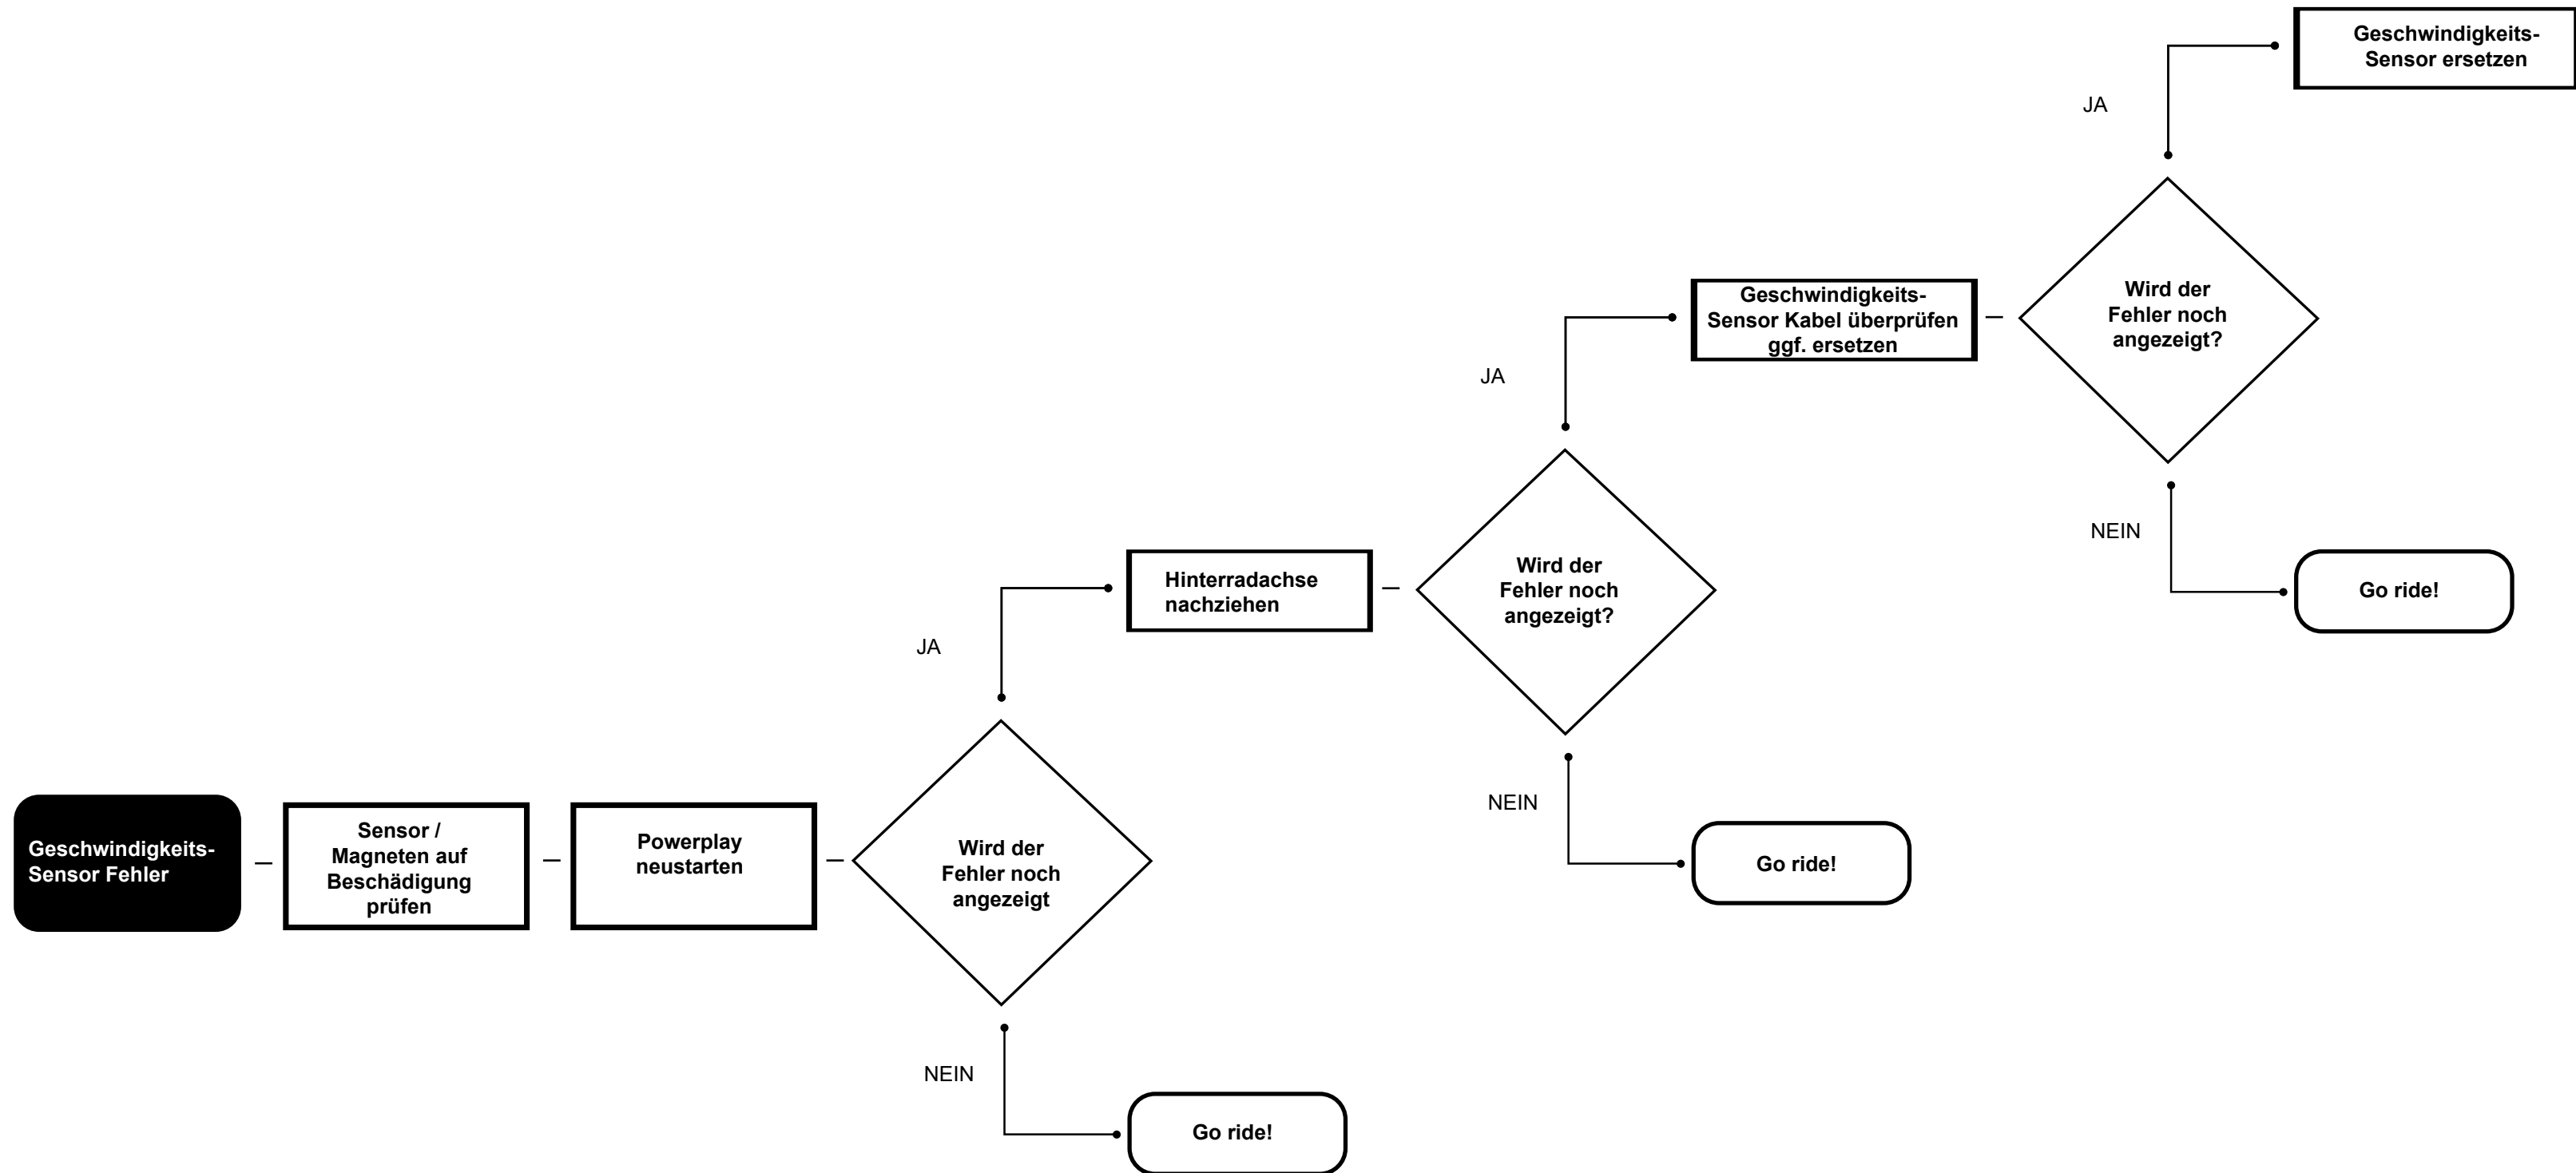 Geschwindigkeits-
Sensor Fehler
Sensor /
Magneten auf
Beschädigung
prüfen
Powerplay
neustarten
Wird der
Fehler noch
angezeigt
JA
NEIN
Go ride!
Hinterradachse
nachziehen
Wird der
Fehler noch
angezeigt?
JA
NEIN
Go ride!
Geschwindigkeits-
Sensor Kabel überprüfen
ggf. ersetzen
Wird der
Fehler noch
angezeigt?
JA
NEIN
Go ride!
Geschwindigkeits-
Sensor ersetzen